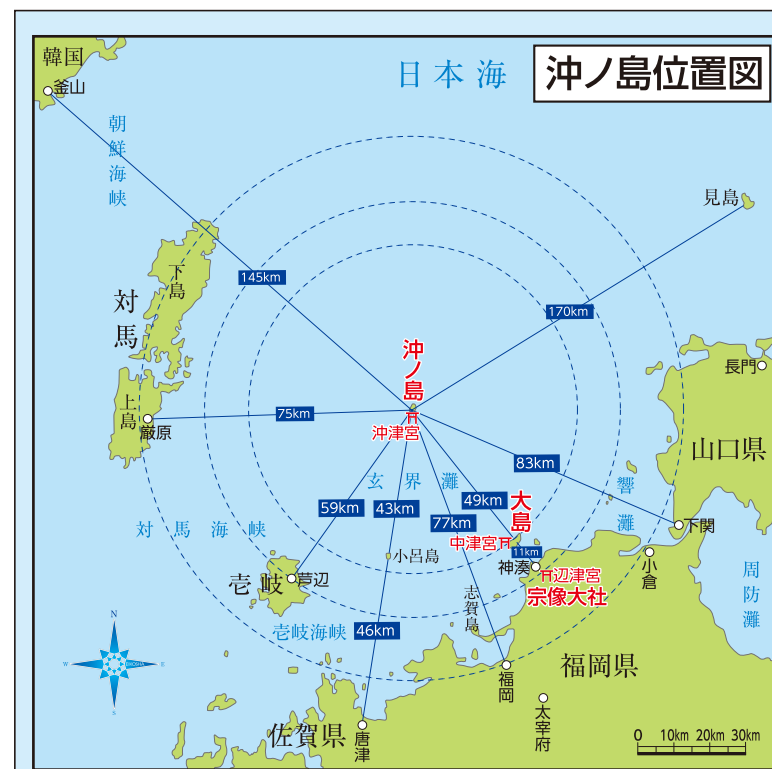 沖ノ島位置図
韓国
釜山
日本海
朝鮮海峡
見島
145km
170km
対馬
下島
上島
厳原
75km
沖ノ島
沖津宮
長門
山口県
83km
響灘
59km
43km
玄界灘
49km
77km
大島
中津宮
11km
神湊
辺津宮
宗像大社
下関
小倉
周防灘
対馬海峡
小呂島
志賀島
壱岐
芦辺
壱岐海峡
46km
福岡
福岡県
太宰府
佐賀県
唐津
N
W
E
S
0 10km 20km 30km